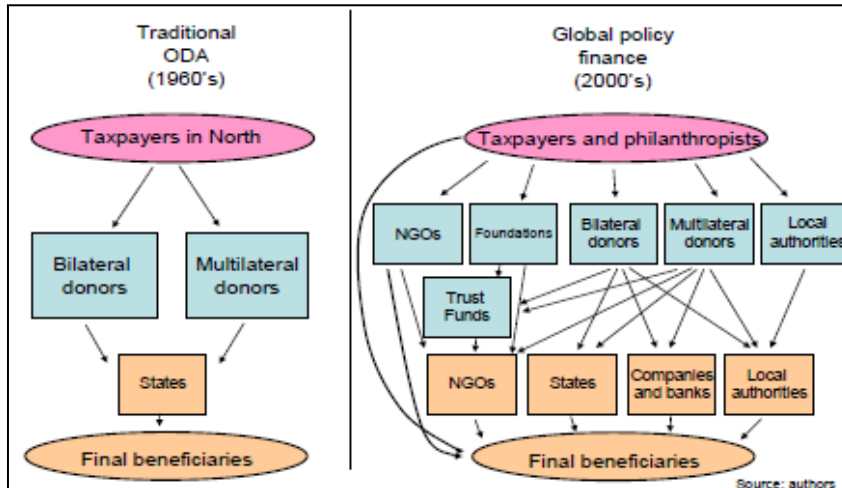 Traditional
ODA
(1960's)
Taxpayers in North
Bilateral
donors
Multilateral
donors
States
Final beneficiaries
Global policy
finance
(2000's)
Taxpayers and philanthropists
NGOs
Foundations
Bilateral
donors
Multilateral
donors
Local
authorities
Trust
Funds
NGOs
States
Companies
and banks
Local
authorities
Final beneficiaries
Source: authors